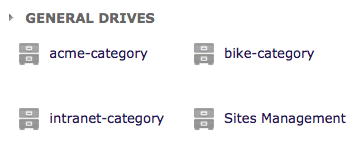 GENERAL DRIVES
acme-category bike-category
intranet-category Sites Management